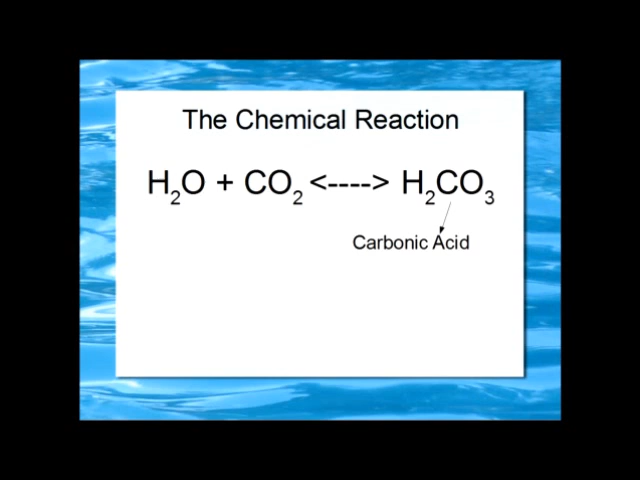 The Chemical Reaction
H₂O + CO₂ <----> H₂CO₃
Carbonic Acid